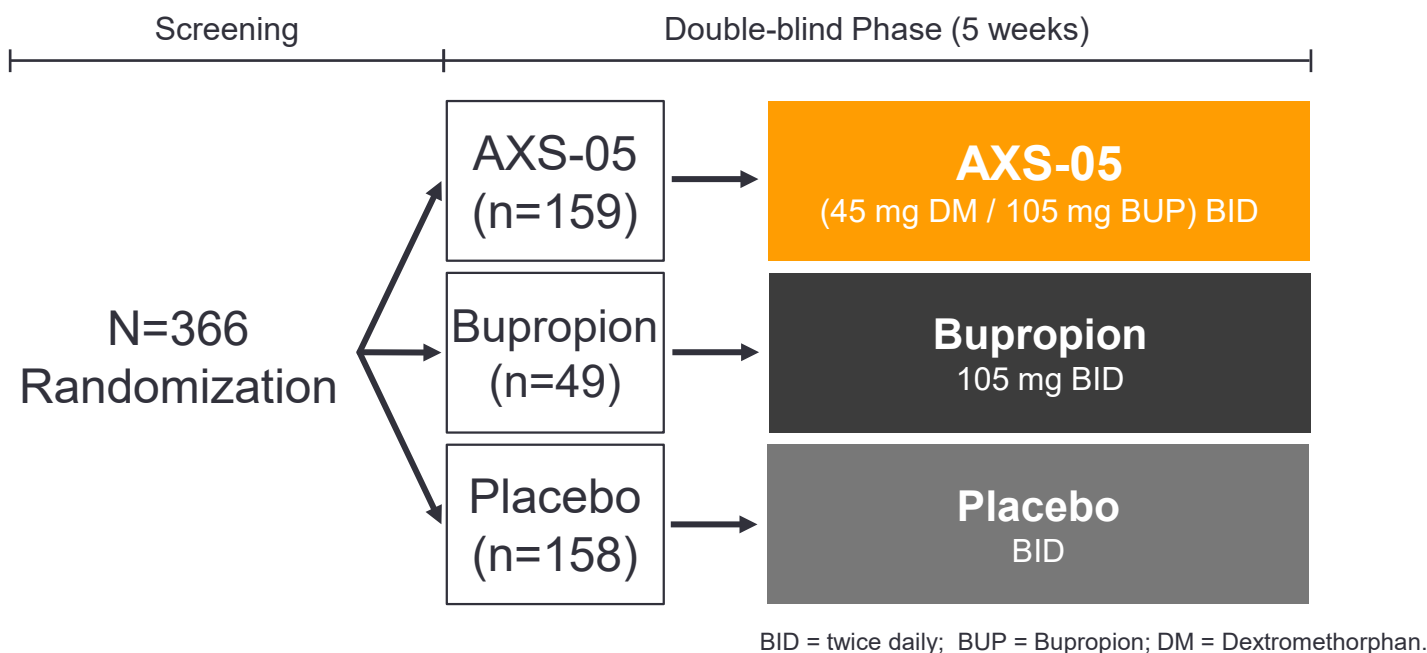 Screening
Double-blind Phase (5 weeks)
N=366
Randomization
AXS-05
(n=159)
AXS-05
(45 mg DM / 105 mg BUP) BID
Bupropion
(n=49)
Bupropion
105 mg BID
Placebo
(n=158)
Placebo
BID
BID = twice daily;  BUP = Bupropion; DM = Dextromethorphan.